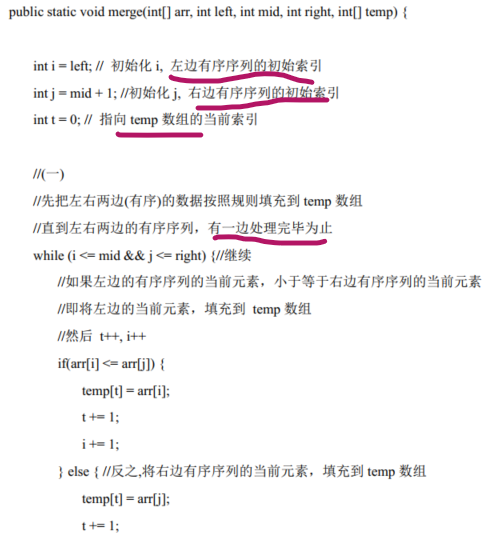 public static void merge(int[] arr, int left, int mid, int right, int[] temp) {
int i = left; // 初始化 i, 左边有序序列的初始索引
int j = mid + 1; //初始化 j, 右边有序序列的初始索引
int t = 0; // 指向 temp 数组的当前索引
//(一)
//先把左右两边(有序)的数据按照规则填充到 temp 数组
//直到左右两边的有序序列，有一边处理完毕为止
while (i <= mid && j <= right) {//继续
//如果左边的有序序列的当前元素，小于等于右边有序序列的当前元素
//即将左边的当前元素，填充到 temp 数组
//然后 t++, i++
if(arr[i] <= arr[j]) {
temp[t] = arr[i];
t += 1;
i += 1;
} else { //反之,将右边有序序列的当前元素，填充到 temp 数组
temp[t] = arr[j];
t += 1;